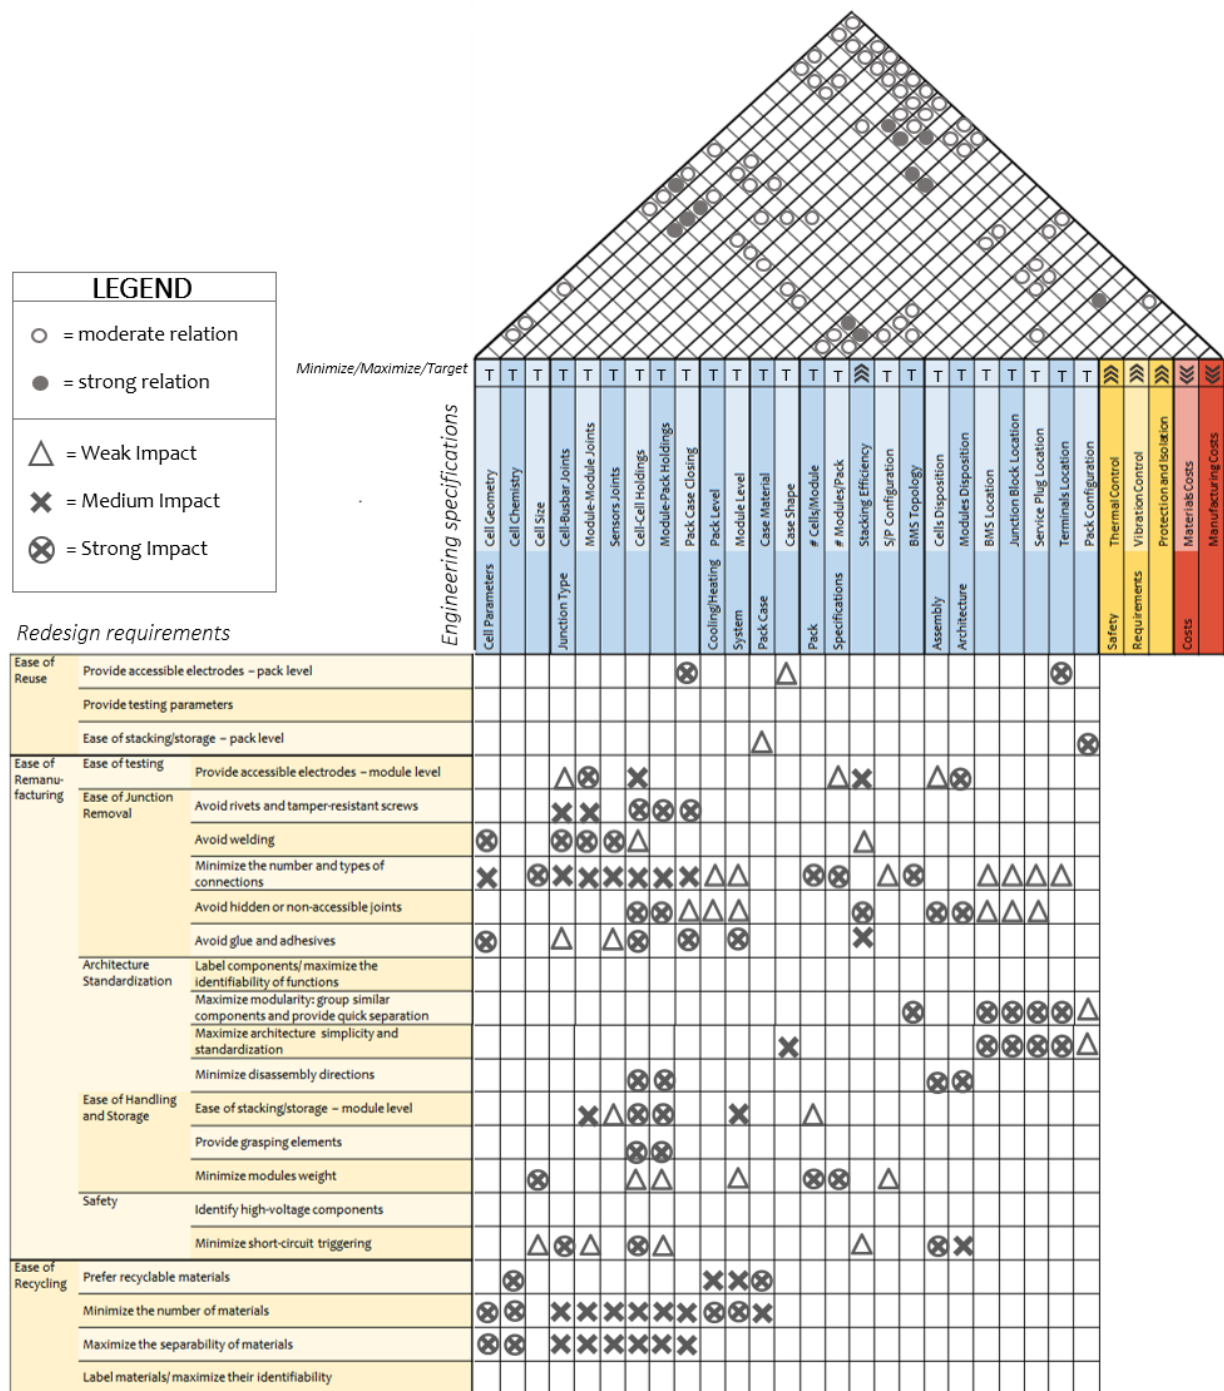 LEGEND
= moderate relation
= strong relation
= Weak Impact
= Medium Impact
= Strong Impact
Minimize/Maximize/Target
T T T T T T T T T T T T T T T T T T T T T T T T
Engineering specifications
Cell Geometry
Cell Chemistry
Cell Size
Cell-Busbar Joints
Module-Module Joints
Sensors Joints
Cell-Cell Holdings
Module-Pack Holdings
Pack Case Closing
Pack Level
Module Level
Case Material
Case Shape
# Cells/Module
# Modules/Pack
Stacking Efficiency
S/P Configuration
BMS Topology
Cells Disposition
Modules Disposition
BMS Location
Junction Block Location
Service Plug Location
Terminals Location
Pack Configuration
Thermal Control
Vibration Control
Protection and Isolation
Materials Costs
Manufacturing Costs
Cell Parameters
Junction Type
Cooling/Heating
System
Pack Case
Pack
Specifications
Assembly
Architecture
Safety
Requirements
Costs
Redesign requirements
Ease of
Reuse
Provide accessible electrodes – pack level
Provide testing parameters
Ease of stacking/storage – pack level
Ease of
Remanu-
facturing
Ease of testing
Provide accessible electrodes – module level
Ease of Junction
Removal
Avoid rivets and tamper-resistant screws
Avoid welding
Minimize the number and types of
connections
Avoid hidden or non-accessible joints
Avoid glue and adhesives
Architecture
Standardization
Label components/ maximize the
identifiability of functions
Maximize modularity: group similar
components and provide quick separation
Maximize architecture simplicity and
standardization
Minimize disassembly directions
Ease of Handling
and Storage
Ease of stacking/storage – module level
Provide grasping elements
Minimize modules weight
Safety
Identify high-voltage components
Minimize short-circuit triggering
Ease of
Recycling
Prefer recyclable materials
Minimize the number of materials
Maximize the separability of materials
Label materials/ maximize their identifiability